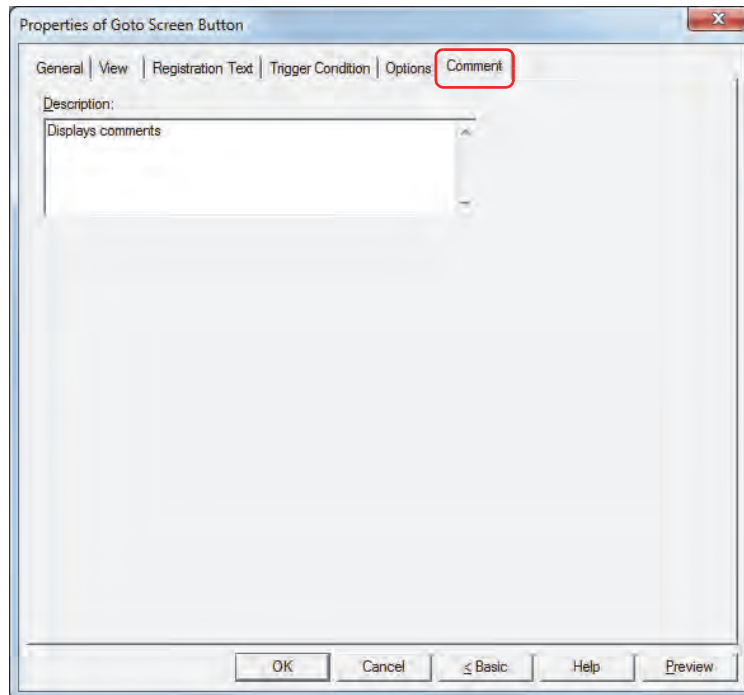 Properties of Goto Screen Button
General View Registration Text Trigger Condition Options Comment
Description:
Displays comments
OK Cancel < Basic Help Preview